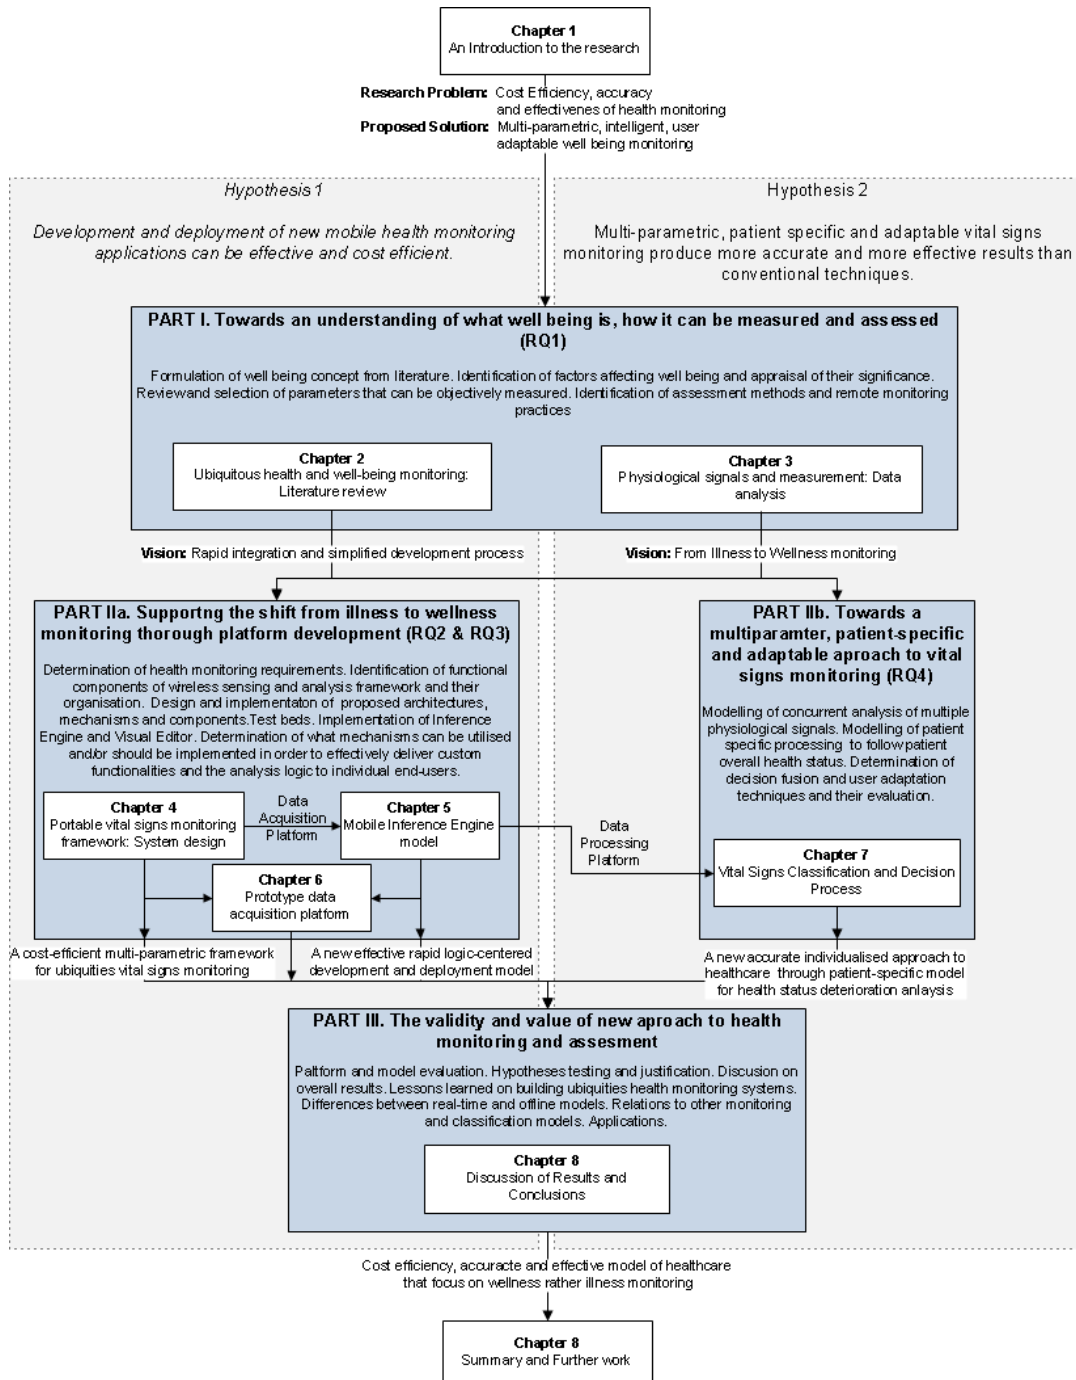 Chapter 1
An Introduction to the research
Research Problem: Cost Efficiency, accuracy
and effectivenes of health monitoring
Proposed Solution: Multi-parametric, intelligent, user
adaptable well being monitoring
Hypothesis 1
Development and deployment of new mobile health monitoring
applications can be effective and cost efficient.
Hypothesis 2
Multi-parametric, patient specific and adaptable vital signs
monitoring produce more accurate and more effective results than
conventional techniques.
PART I. Towards an understanding of what well being is, how it can be measured and assessed
(RQ1)
Formulation of well being concept from literature. Identification of factors affecting well being and appraisal of their significance.
Reviewand selection of parameters that can be objectively measured. Identification of assessment methods and remote monitoring
practices
Chapter 2
Ubiquitous health and well-being monitoring:
Literature review
Chapter 3
Physiological signals and measurement: Data
analysis
Vision: Rapid integration and simplified development process
Vision: From Illness to Wellness monitoring
PART IIa. Supportng the shift from illness to wellness
monitoring thorough platform development (RQ2 & RQ3)
Determination of health monitoring requirements. Identification of functional
components of wireless sensing and analysis framework and their
organisation. Design and implementaton of proposed architectures,
mechanisms and components.Test beds. Implementation of Inference
Engine and Visual Editor. Determination of what mechanisms can be utilised
and/or should be implemented in order to effectively deliver custom
functionalities and the analysis logic to individual end-users.
Chapter 4
Portable vital signs monitoring
framework: System design
Data
Acquisition
Platform
Chapter 5
Mobile Inference Engine
model
Chapter 6
Prototype data
acquisition platform
Data
Processing
Platform
PART IIb. Towards a
multiparamter, patient-specific
and adaptable aproach to vital
signs monitoring (RQ4)
Modelling of concurrent analysis of multiple
physiological signals. Modelling of patient
specific processing to follow patient
overall health status. Determination of
decision fusion and user adaptation
techniques and their evaluation.
Chapter 7
Vital Signs Classification and Decision
Process
A cost-efficient multi-parametric framework
for ubiquities vital signs monitoring
A new effective rapid logic-centered
development and deployment model
A new accurate individualised approach to
healthcare through patient-specific model
for health status deterioration anlaysis
PART III. The validity and value of new aproach to health
monitoring and assesment
Paltform and model evaluation. Hypotheses testing and justification. Discusion on
overall results. Lessons learned on building ubiquities health monitoring systems.
Differences between real-time and offline models. Relations to other monitoring
and classification models. Applications.
Chapter 8
Discussion of Results and
Conclusions
Cost efficiency, accuracte and effective model of healthcare
that focus on wellness rather illness monitoring
Chapter 8
Summary and Further work